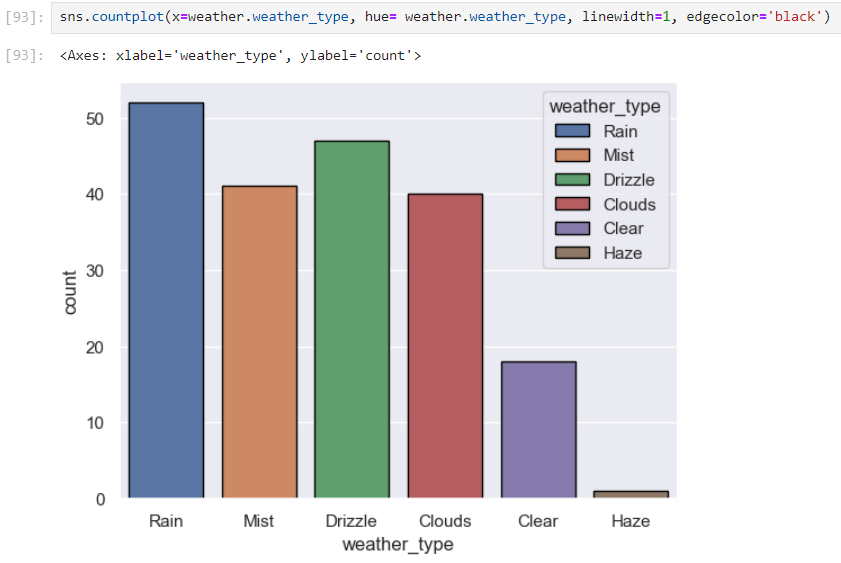 [93]: sns.countplot(x=weather.weather_type, hue= weather.weather_type, linewidth=1, edgecolor='black')
[93]: <Axes: xlabel='weather_type', ylabel='count'>
weather_type
Rain
Mist
Drizzle
Clouds
Clear
Haze
50
40
30
20
10
0
count
Rain Mist Drizzle Clouds Clear Haze
weather_type